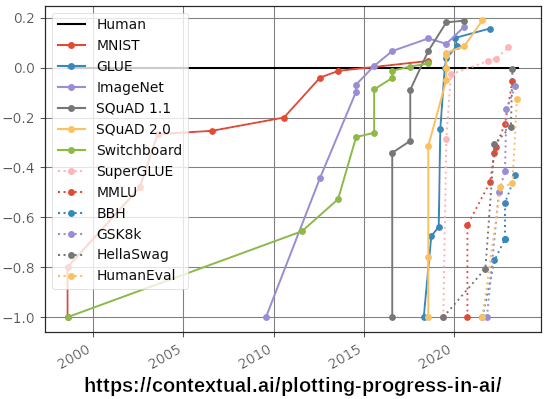 0.2
0.0
−0.2
−0.4
−0.6
−0.8
−1.0
Human
MNIST
GLUE
ImageNet
SQuAD 1.1
SQuAD 2.0
Switchboard
SuperGLUE
MMLU
BBH
GSK8k
HellaSwag
HumanEval
2000
2005
2010
2015
2020
https://contextual.ai/plotting-progress-in-ai/